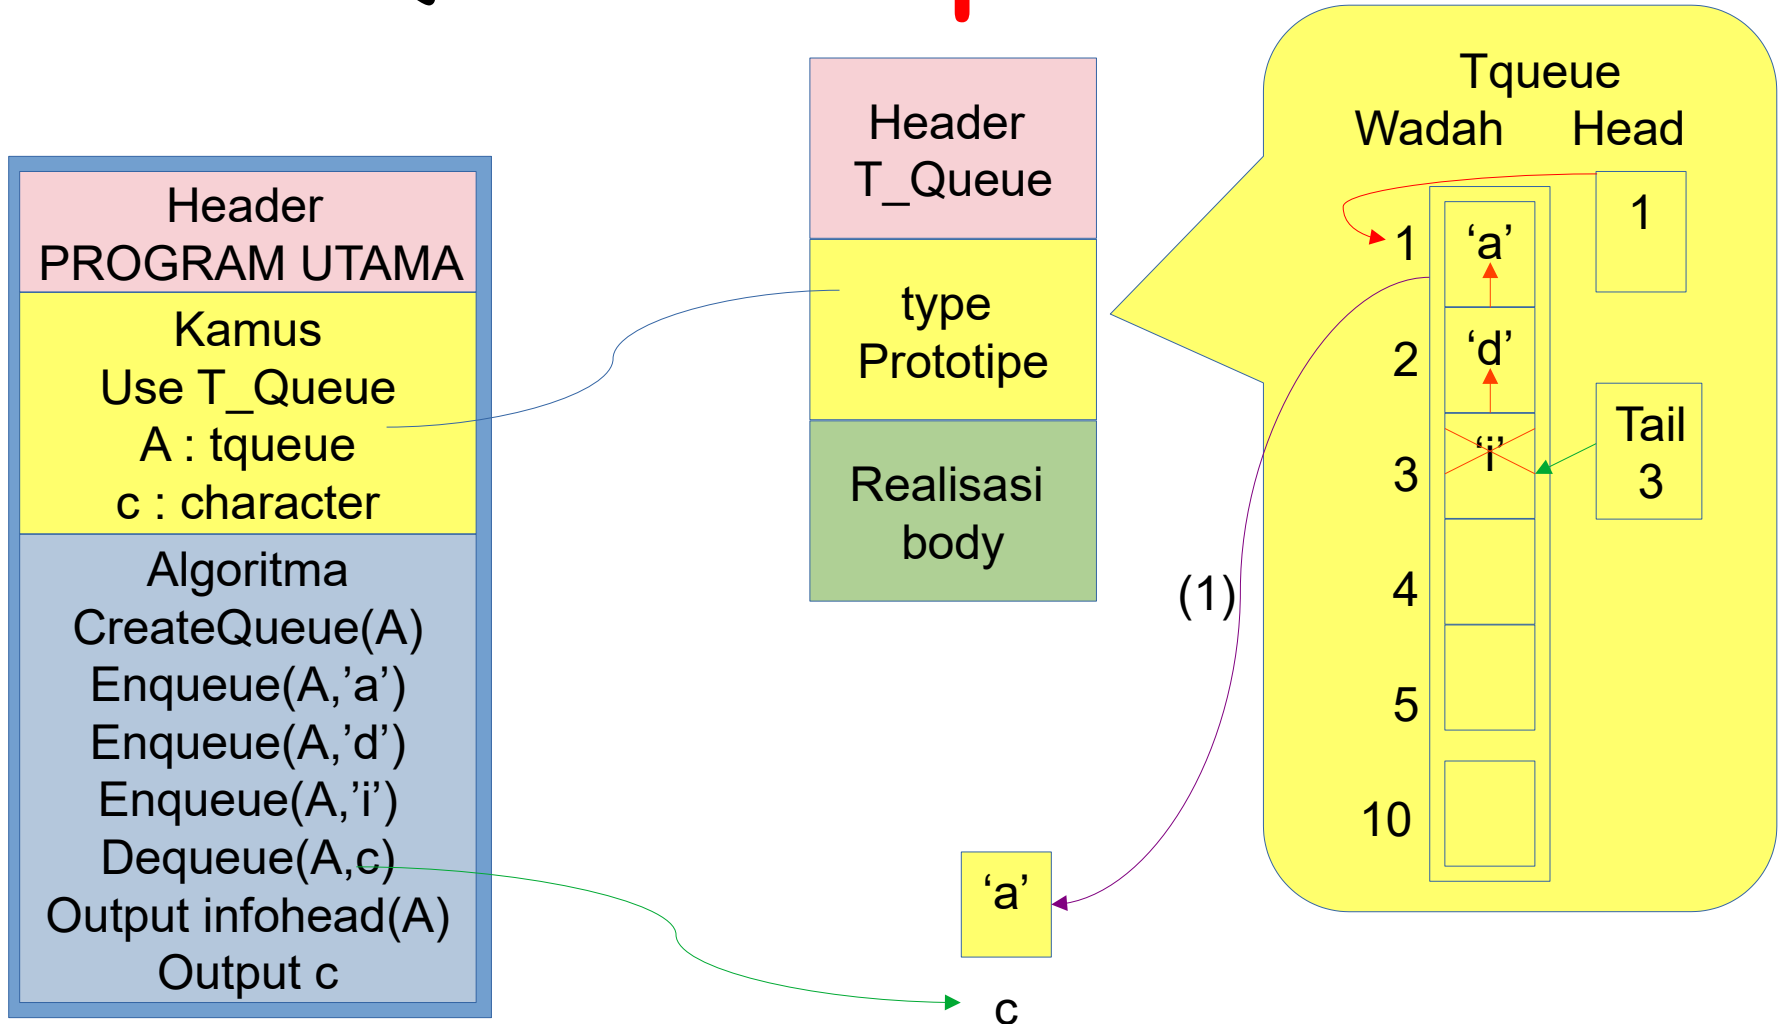 Header
PROGRAM UTAMA
Kamus
Use T_Queue
A : tqueue
c : character
Algoritma
CreateQueue(A)
Enqueue(A,’a’)
Enqueue(A,’d’)
Enqueue(A,’i’)
Dequeue(A,c)
Output infohead(A)
Output c
Header
T_Queue
type
Prototipe
Realisasi
body
(1)
‘a’
c
Tqueue
Wadah Head
1
1 ‘a’
2 ‘d’
3 ‘i’
Tail
3
4
5
10